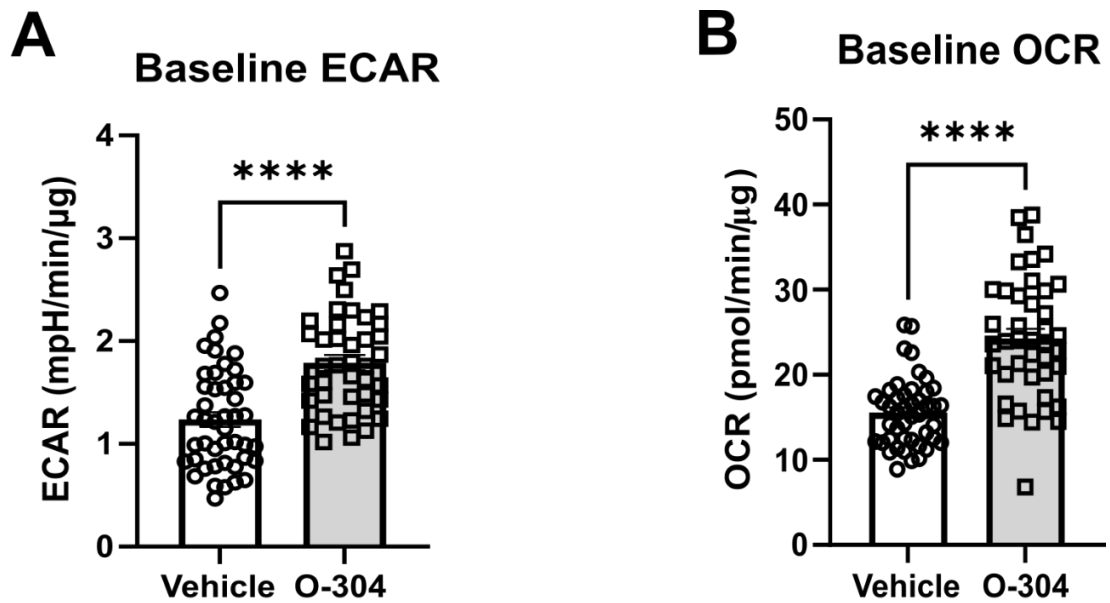 A
Baseline ECAR
ECAR (mpH/min/µg)
4
3
2
1
0
****
Vehicle
O-304
B
Baseline OCR
OCR (pmol/min/µg)
50
40
30
20
10
0
****
Vehicle
O-304